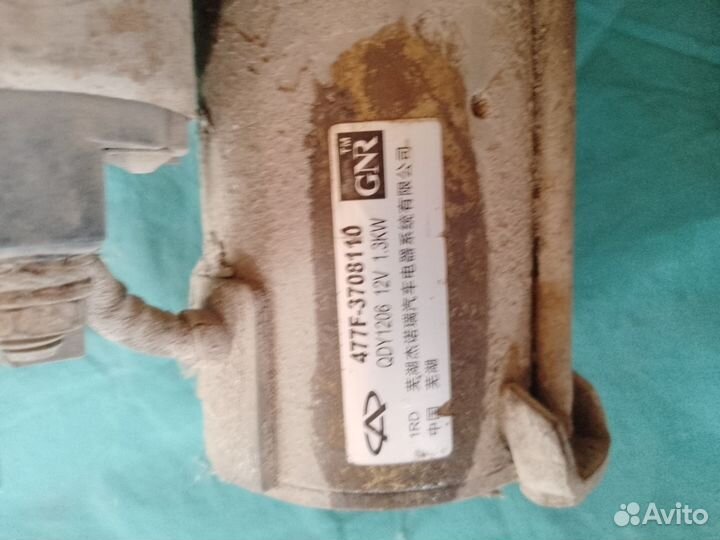 GNR TM
477F-3708110
QDY1206 12V 1.3KW
1RD 芜湖杰诺瑞汽车电器系统有限公司
中国 芜湖
Avito